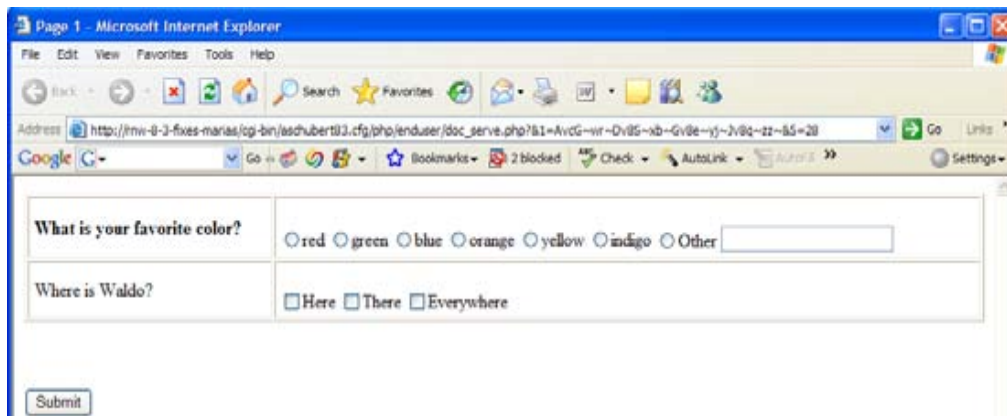 Page 1 - Microsoft Internet Explorer
File Edit View Favorites Tools Help
Back Search Favorites
Address Go Links
Google G Go Bookmarks 2 blocked Check AutoLink AutoFill Settings
What is your favorite color? red green blue orange yellow indigo Other
Where is Waldo? Here There Everywhere
Submit